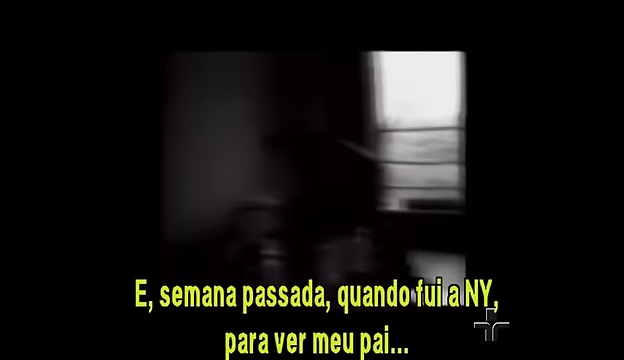 E, semana passada, quando fui a NY,
para ver meu pai...